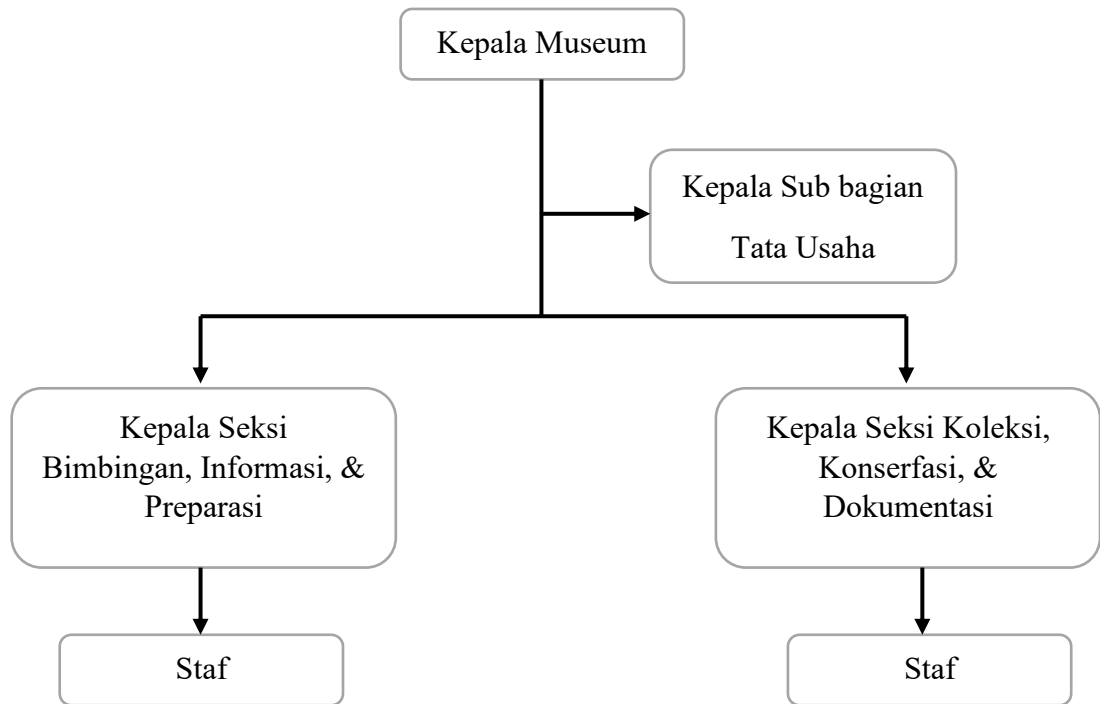 Kepala Museum
Kepala Sub bagian
Tata Usaha
Kepala Seksi
Bimbingan, Informasi, &
Preparasi
Kepala Seksi Koleksi,
Konserfasi, &
Dokumentasi
Staf
Staf